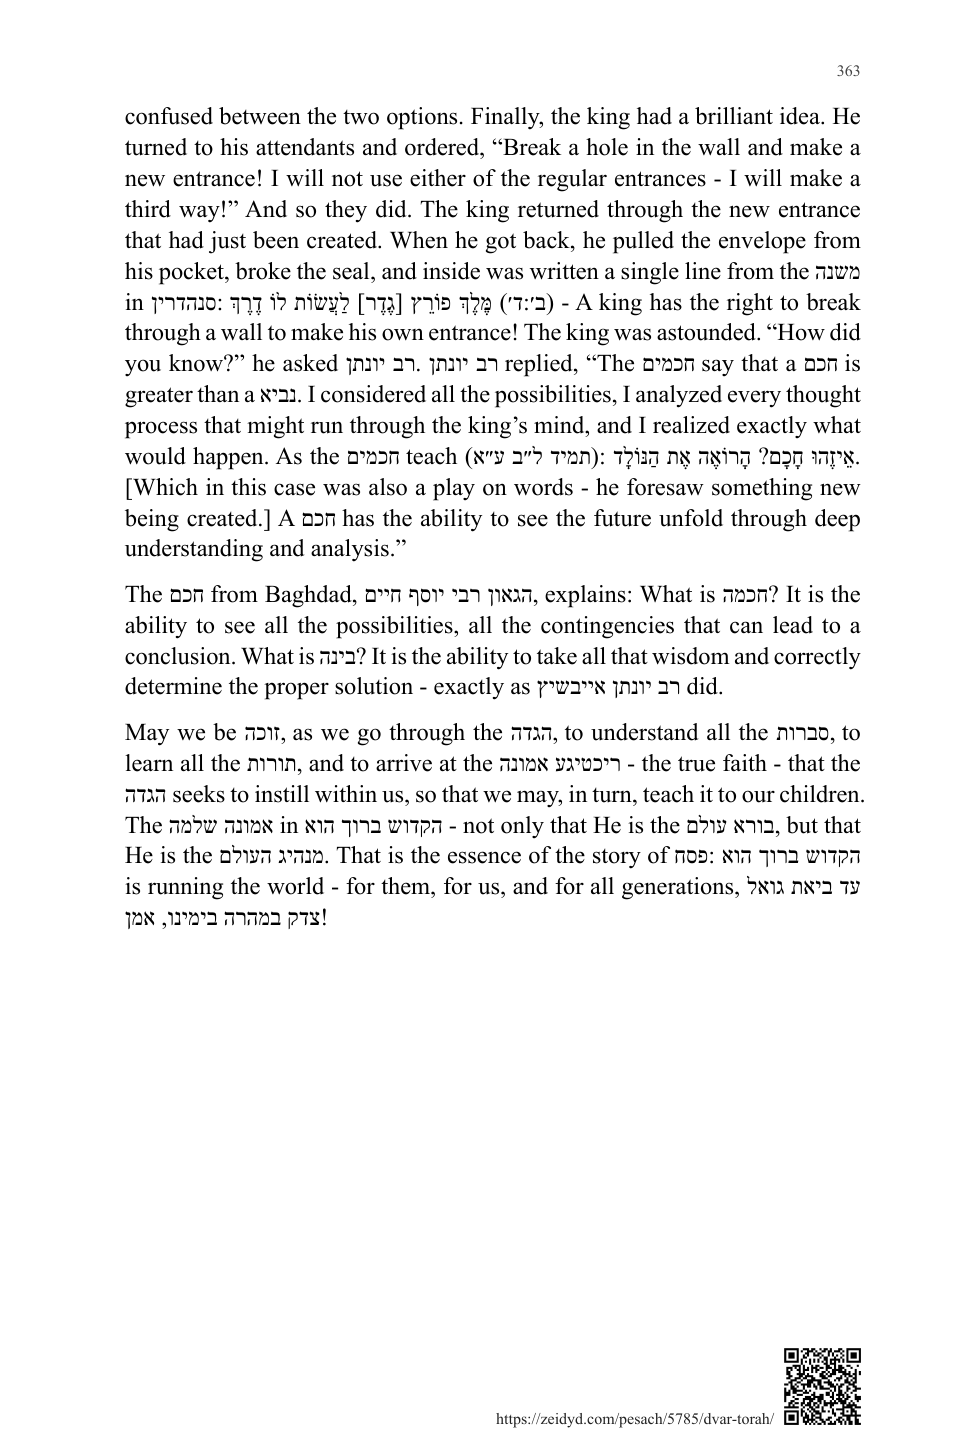 363
confused between the two options. Finally, the king had a brilliant idea. He
turned to his attendants and ordered, “Break a hole in the wall and make a
new entrance! I will not use either of the regular entrances - I will make a
third way!” And so they did. The king returned through the new entrance
that had just been created. When he got back, he pulled the envelope from
his pocket, broke the seal, and inside was written a single line from the משנה
in סנהדרין: (ב׳:ד׳) מֶּלֶךְ פּוֹרֵץ [גָּדֵר] לַעֲשׂוֹת לוֹ דֶרֶךְ - A king has the right to break
through a wall to make his own entrance! The king was astounded. “How did
you know?” he asked רב יונתן. רב יונתן replied, “The חכמים say that a חכם is
greater than a נביא. I considered all the possibilities, I analyzed every thought
process that might run through the king’s mind, and I realized exactly what
would happen. As the חכמים teach (תמיד ל״ב ע״א): אֵיזֶהוּ חָכָם? הָרוֹאֶה אֶת הַנּוֹלָד.
[Which in this case was also a play on words - he foresaw something new
being created.] A חכם has the ability to see the future unfold through deep
understanding and analysis.”
The חכם from Baghdad, הגאון רבי יוסף חיים, explains: What is חכמה? It is the
ability to see all the possibilities, all the contingencies that can lead to a
conclusion. What is בינה? It is the ability to take all that wisdom and correctly
determine the proper solution - exactly as רב יונתן אייבשיץ did.
May we be זוכה, as we go through the הגדה, to understand all the סברות, to
learn all the תורות, and to arrive at the ריכטיגע אמונה - the true faith - that the
הגדה seeks to instill within us, so that we may, in turn, teach it to our children.
The אמונה שלמה in הקדוש ברוך הוא - not only that He is the בורא עולם, but that
He is the מנהיג העולם. That is the essence of the story of פסח: הקדוש ברוך הוא
is running the world - for them, for us, and for all generations, עד ביאת גואל
צדק במהרה בימינו, אמן!
https://zeidyd.com/pesach/5785/dvar-torah/